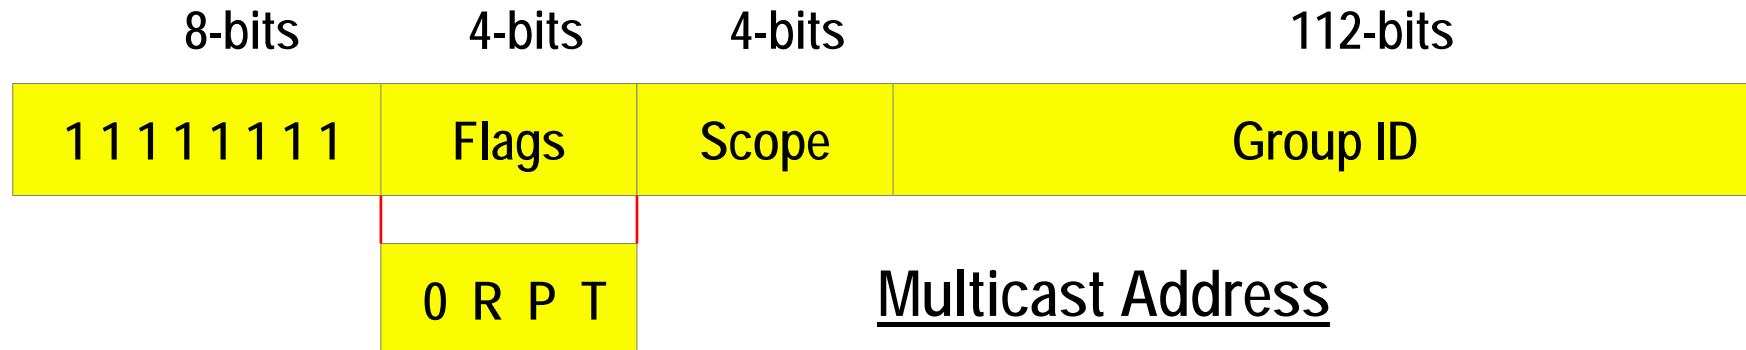 8-bits 4-bits 4-bits 112-bits
1 1 1 1 1 1 1 1 Flags Scope Group ID
0 R P T
Multicast Address